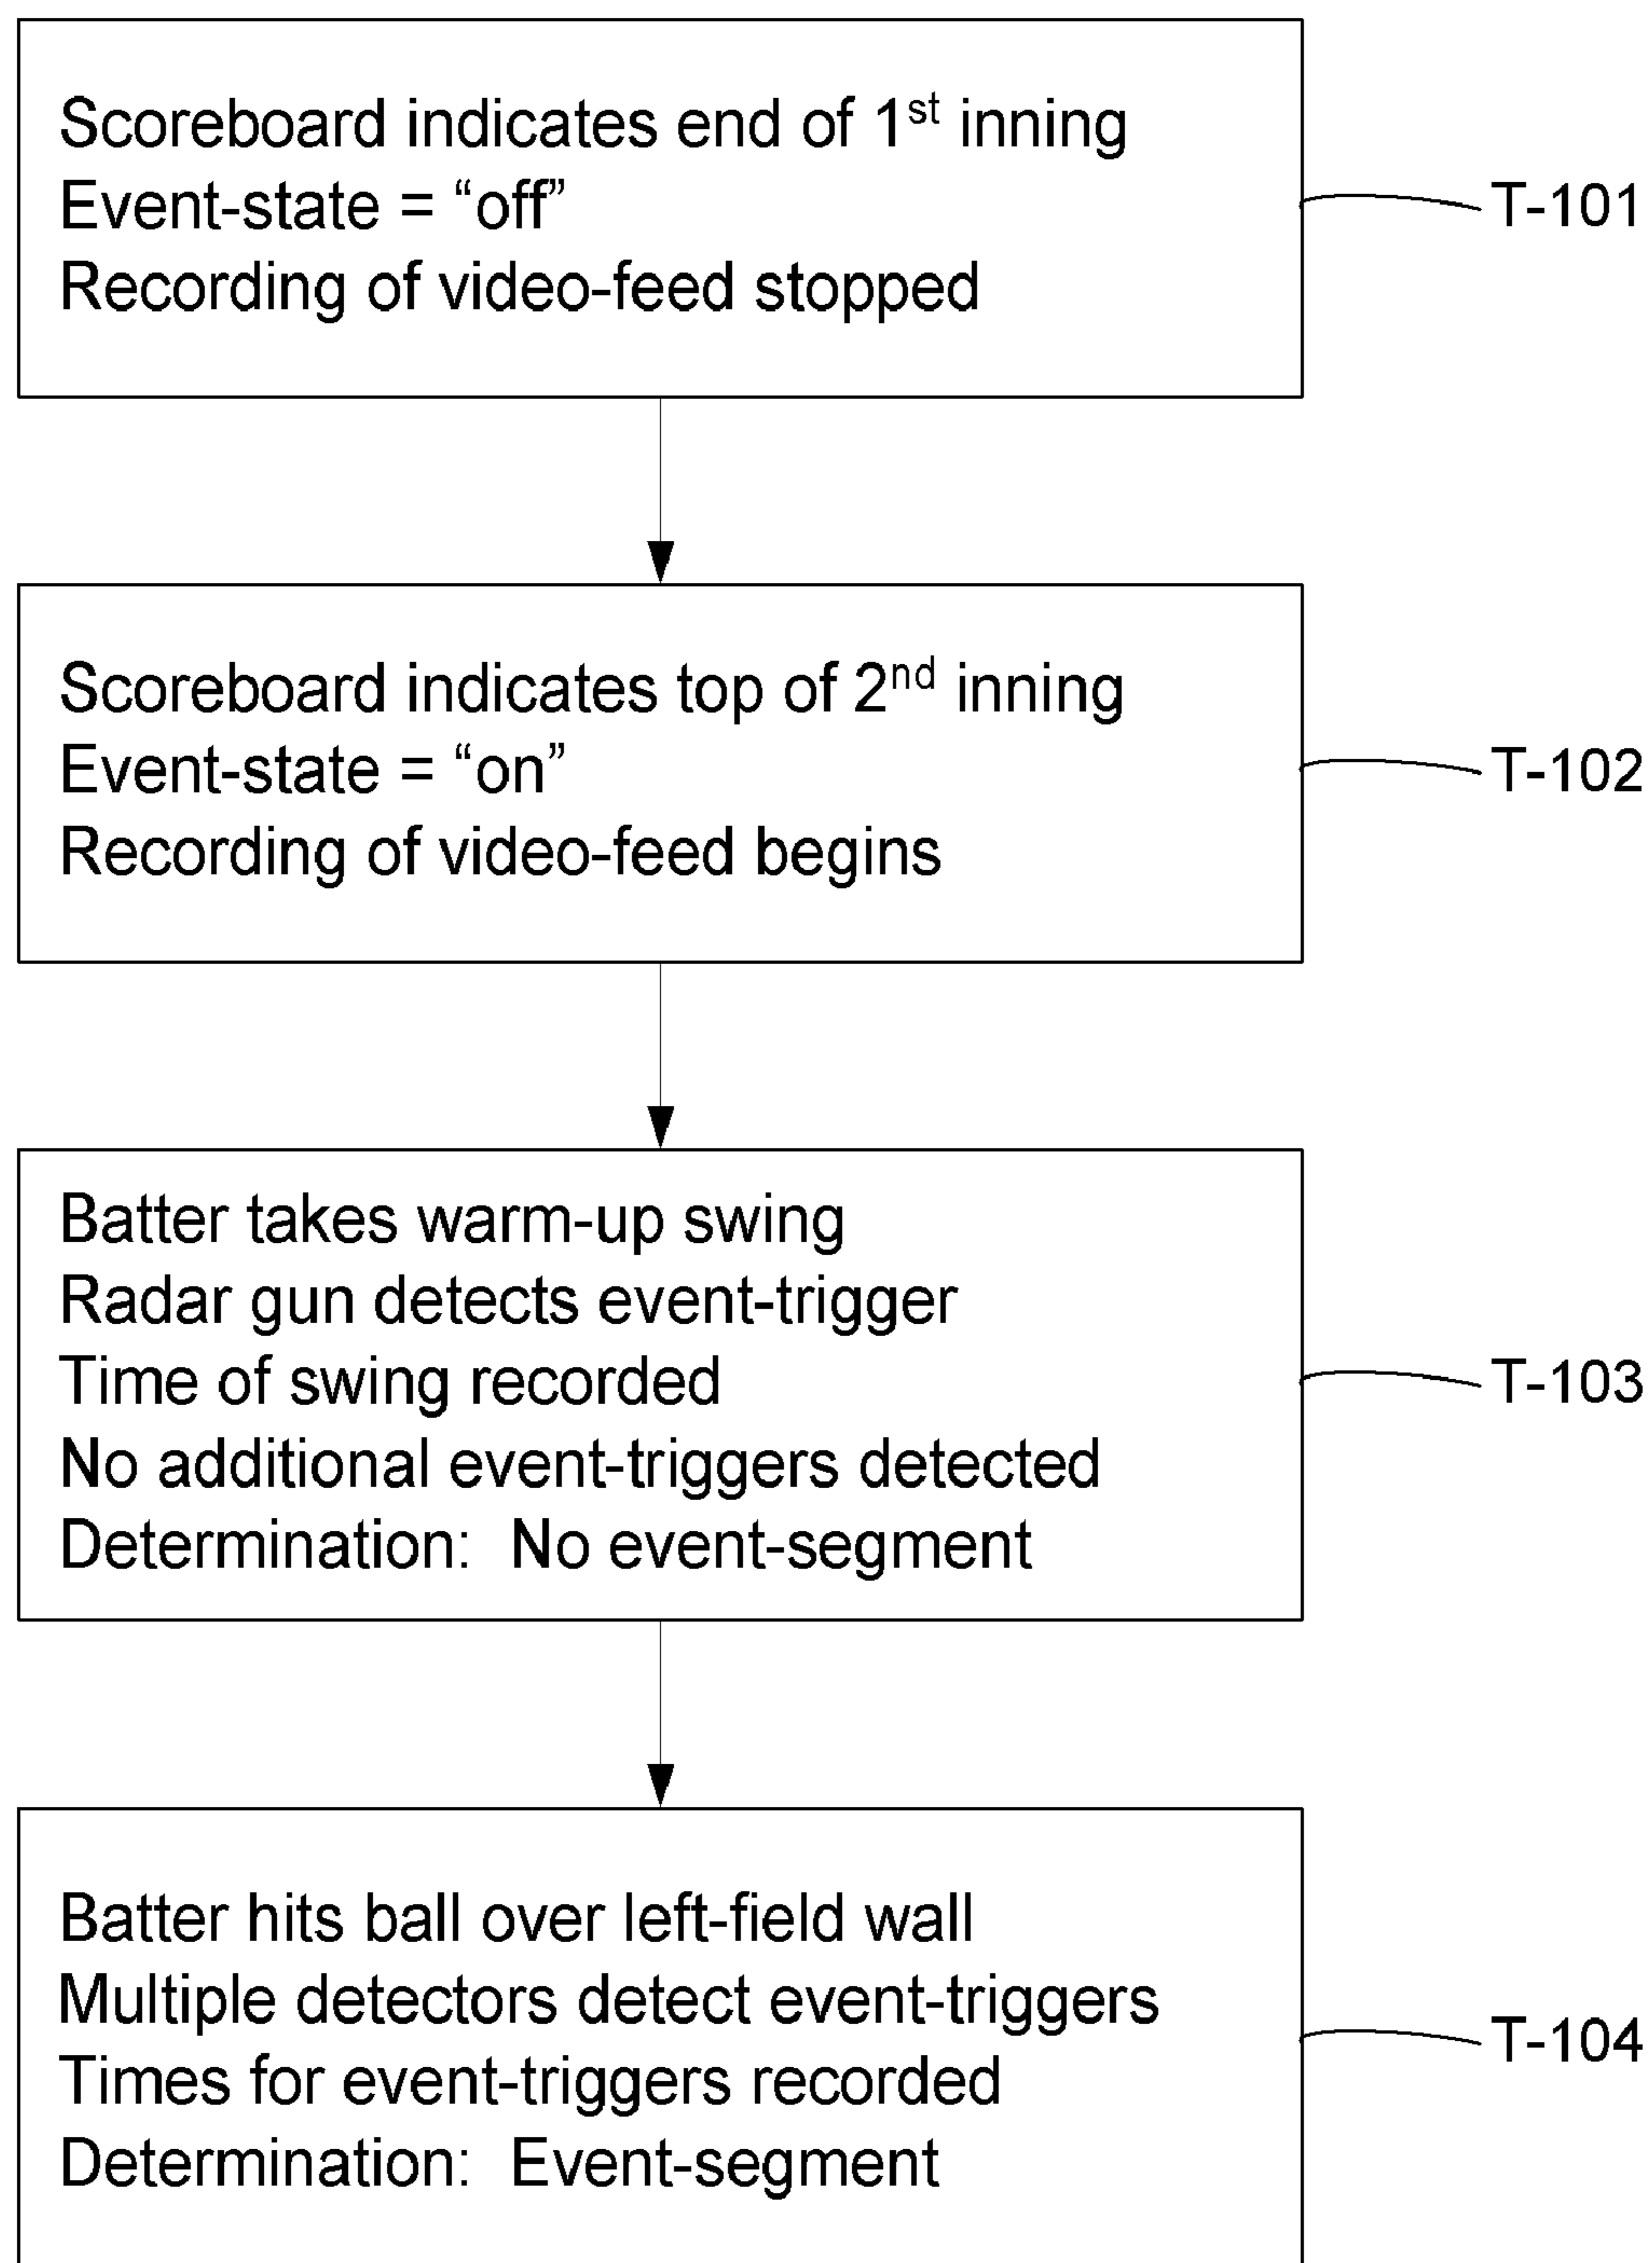 Scoreboard indicates end of 1st inning
Event-state = “off”
Recording of video-feed stopped
T-101
Scoreboard indicates top of 2nd inning
Event-state = “on”
Recording of video-feed begins
T-102
Batter takes warm-up swing
Radar gun detects event-trigger
Time of swing recorded
No additional event-triggers detected
Determination:  No event-segment
T-103
Batter hits ball over left-field wall
Multiple detectors detect event-triggers
Times for event-triggers recorded
Determination:  Event-segment
T-104